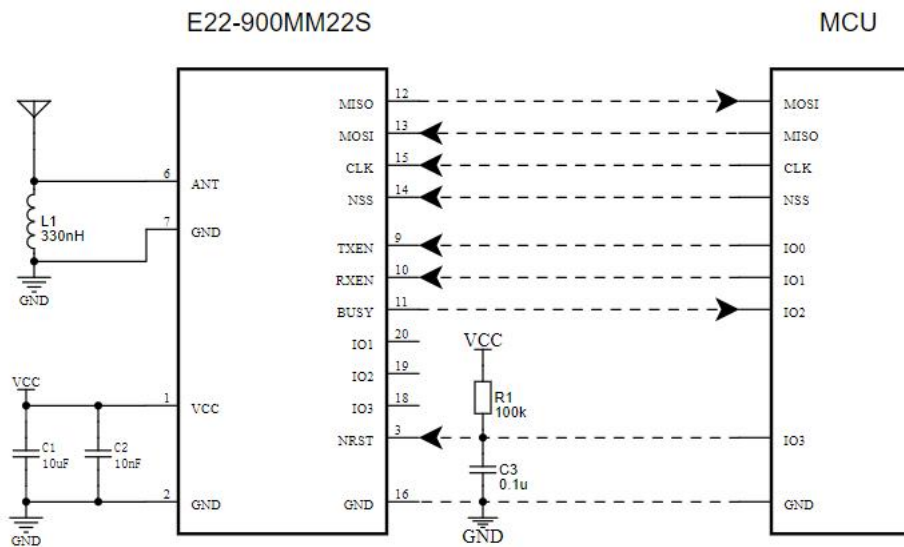 E22-900MM22S
MCU
MISO 12 MOSI
MOSI 13 MISO
CLK 15 CLK
6 ANT
NSS 14 NSS
L1
330nH
7 GND
TXEN 9 IO0
RXEN 10 IO1
GND
BUSY 11 IO2
IO1 20
VCC
IO2 19
VCC
1 VCC
IO3 18
R1
100k
NRST 3 IO3
C1
10uF
C2
10nF
C3
0.1u
2 GND
GND 16 GND
GND
GND